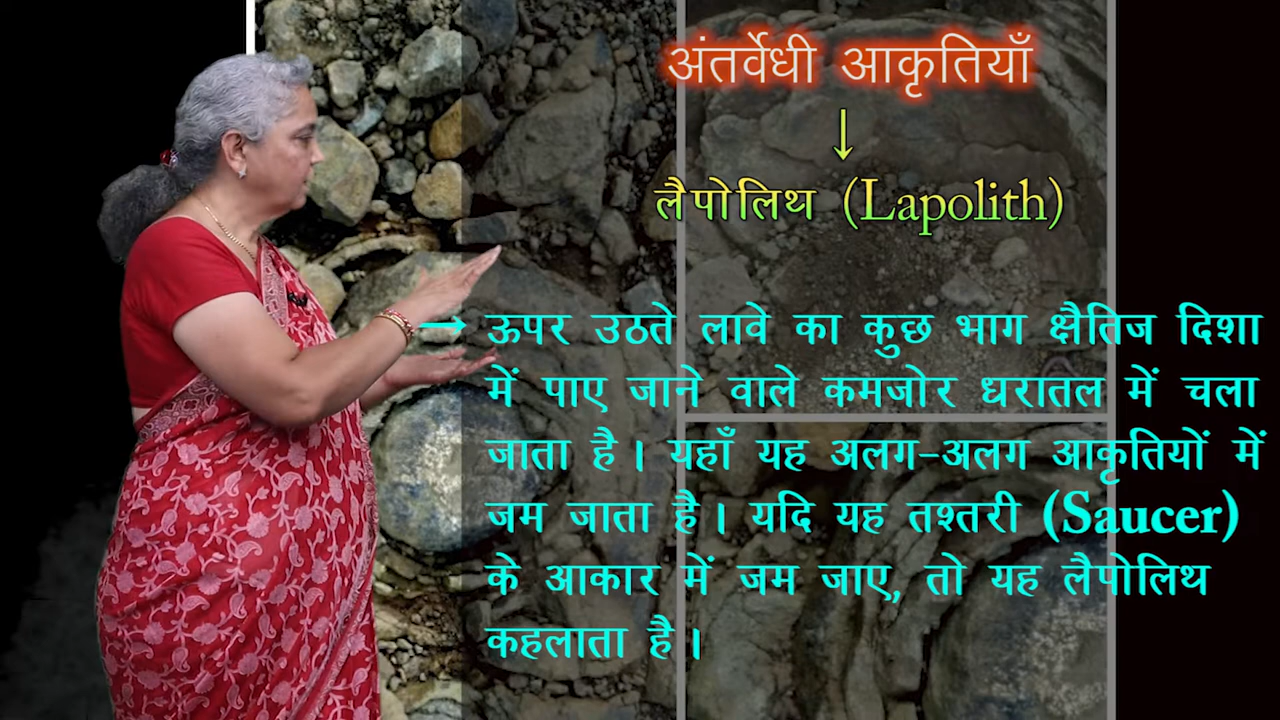 अंतर्वेधी आकृतियाँ
↓
लैपोलिथ (Lapolith)
→ ऊपर उठते लावे का कुछ भाग क्षैतिज दिशा
में पाए जाने वाले कमजोर धरातल में चला
जाता है। यहाँ यह अलग-अलग आकृतियों में
जम जाता है। यदि यह तश्तरी (Saucer)
के आकार में जम जाए, तो यह लैपोलिथ
कहलाता है।